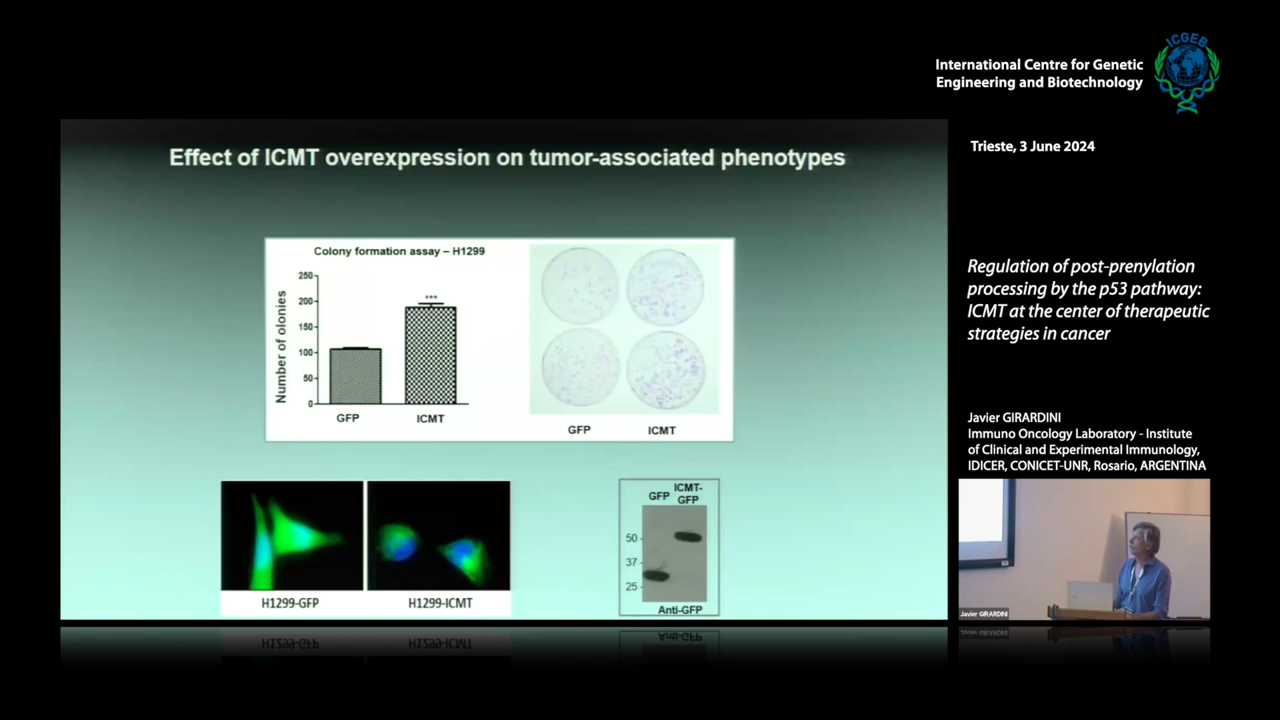 ICGEB
International Centre for Genetic
Engineering and Biotechnology
Trieste, 3 June 2024
Effect of ICMT overexpression on tumor-associated phenotypes
Colony formation assay – H1299
Number of olonies
250
200
150
100
50
0
***
GFP
ICMT
GFP
ICMT
H1299-GFP
H1299-ICMT
GFP
ICMT-
GFP
50
37
25
Anti-GFP
Regulation of post-prenylation
processing by the p53 pathway:
ICMT at the center of therapeutic
strategies in cancer
Javier GIRARDINI
Immuno Oncology Laboratory - Institute
of Clinical and Experimental Immunology,
IDICER, CONICET-UNR, Rosario, ARGENTINA
Javier GIRARDINI